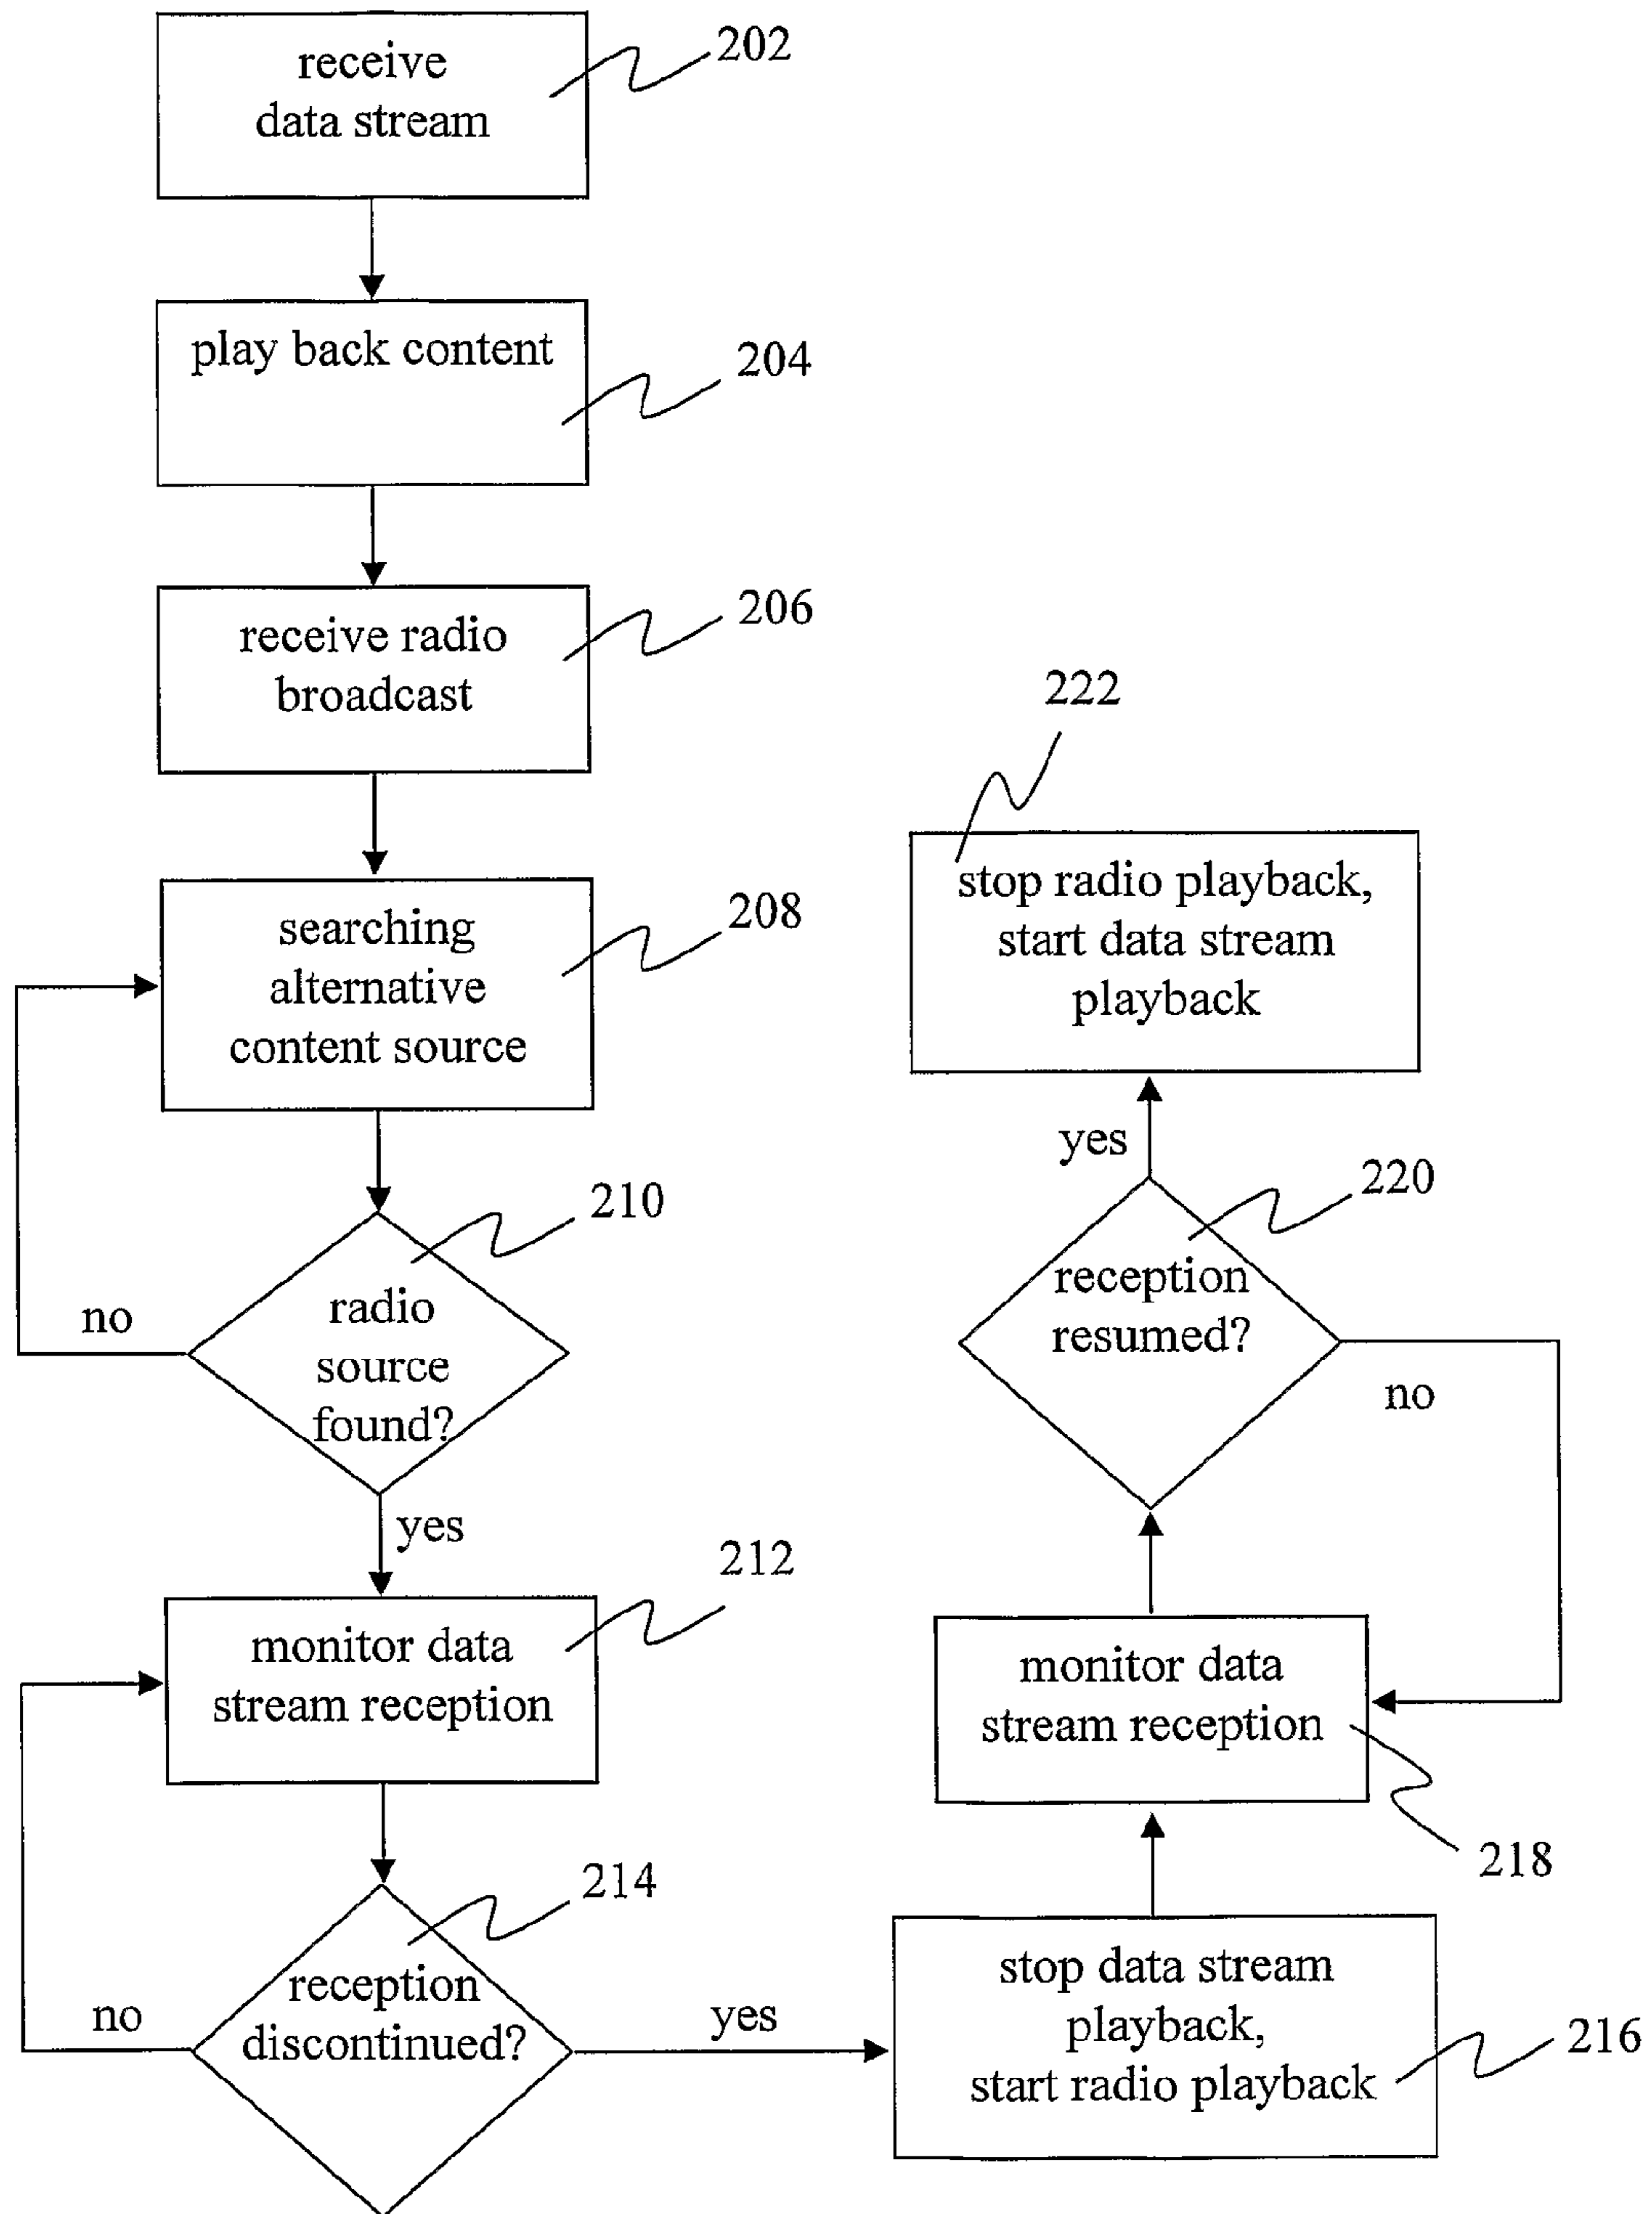 receive
data stream
202
play back content
204
receive radio
broadcast
206
searching
alternative
content source
208
radio
source
found?
210
no
yes
monitor data
stream reception
212
reception
discontinued?
214
no
yes
stop data stream
playback,
start radio playback
216
monitor data
stream reception
218
reception
resumed?
220
no
yes
stop radio playback,
start data stream
playback
222